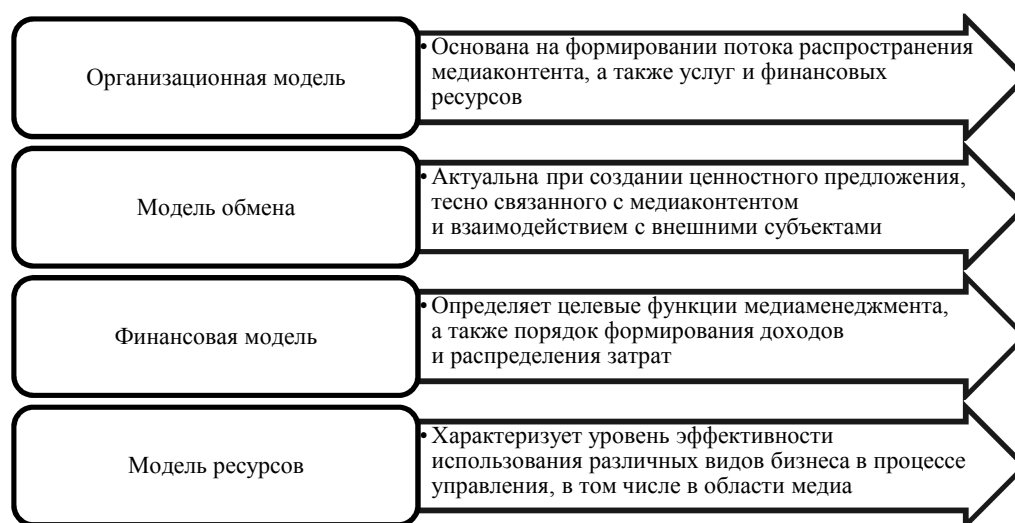 Организационная модель
• Основана на формировании потока распространения
медиаконтента, а также услуг и финансовых
ресурсов
Модель обмена
• Актуальна при создании ценностного предложения,
тесно связанного с медиаконтентом
и взаимодействием с внешними субъектами
Финансовая модель
• Определяет целевые функции медиаменеджмента,
а также порядок формирования доходов
и распределения затрат
Модель ресурсов
• Характеризует уровень эффективности
использования различных видов бизнеса в процессе
управления, в том числе в области медиа